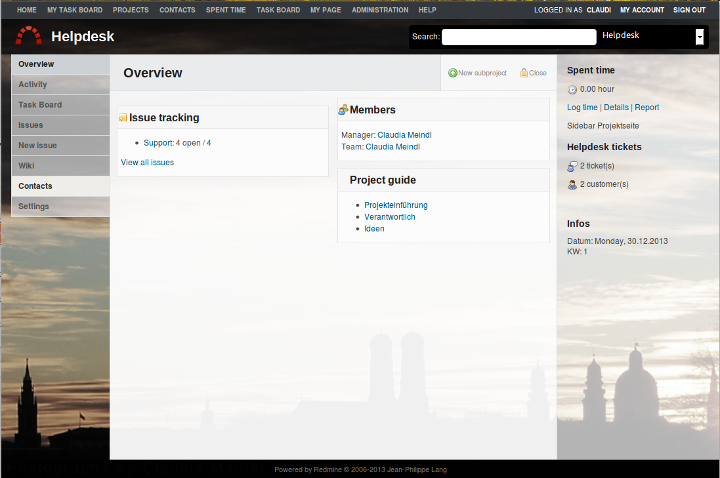 HOME MY TASK BOARD PROJECTS CONTACTS SPENT TIME TASK BOARD MY PAGE ADMINISTRATION HELP LOGGED IN AS CLAUDI MY ACCOUNT SIGN OUT
Helpdesk
Search: Helpdesk
Overview
Activity
Task Board
Issues
New issue
Wiki
Contacts
Settings
Overview
New subproject Close
Issue tracking
Support: 4 open / 4
View all issues
Members
Manager: Claudia Meindl
Team: Claudia Meindl
Project guide
Projekteinführung
Verantwortlich
Ideen
Spent time
0.00 hour
Log time | Details | Report
Sidebar Projektseite
Helpdesk tickets
2 ticket(s)
2 customer(s)
Infos
Datum: Monday, 30.12.2013
KW: 1
Powered by Redmine © 2006-2013 Jean-Philippe Lang